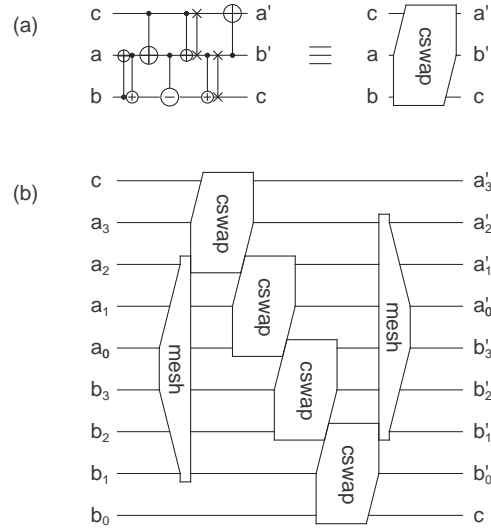 (a)
c a'
a b'
b c
≡
c a'
a cswap b'
b c
(b)
c a'₃
a₃ cswap a'₂
a₂ a'₁
a₁ cswap a'₀
a₀ mesh mesh b'₃
b₃ cswap b'₂
b₂ b'₁
b₁ cswap b'₀
b₀ c